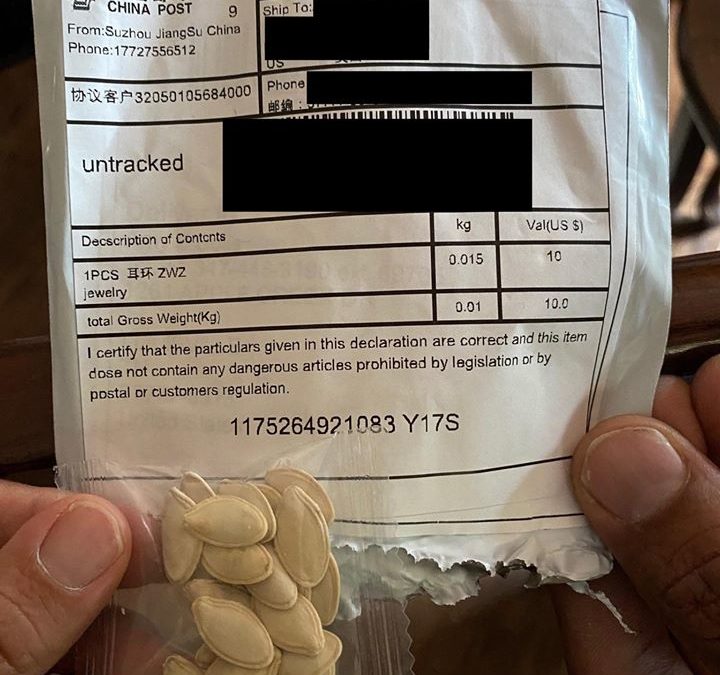 CHINA POST
9
From:Suzhou JiangSu China
Phone:17727556512
Ship To:
US
协议客户32050105684000
Phone
邮编:
untracked
Decscription of Contcnts
kg
Val(US $)
1PCS 耳环 ZWZ
jewelry
0.015
10
total Gross Weight(Kg)
0.01
10.0
I certify that the particulars given in this declaration are correct and this item
dose not contain any dangerous articles prohibited by legislation or by
postal or customers regulation.
1175264921083 Y17S